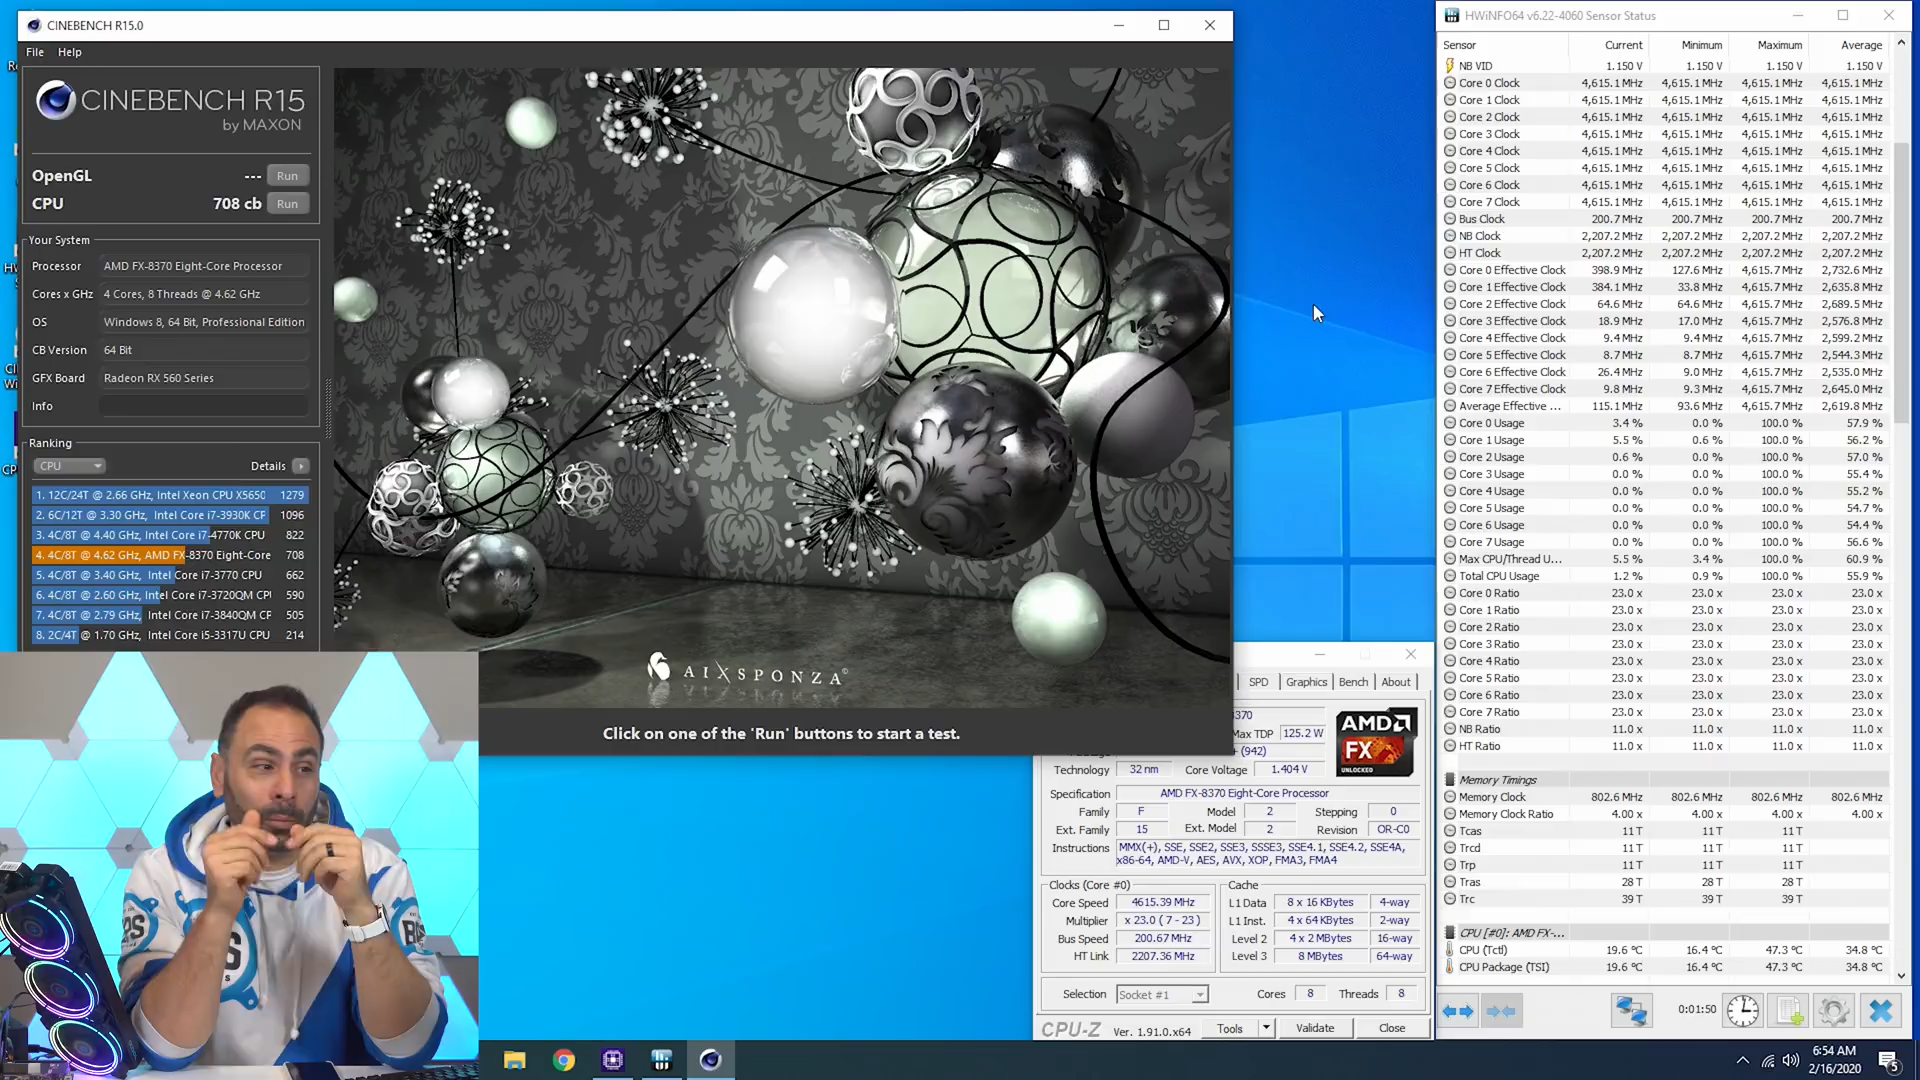 CINEBENCH R15.0
File Help
CINEBENCH R15
by MAXON
OpenGL --- Run
CPU 708 cb Run
Your System
Processor AMD FX-8370 Eight-Core Processor
Cores x GHz 4 Cores, 8 Threads @ 4.62 GHz
OS Windows 8, 64 Bit, Professional Edition
CB Version 64 Bit
GFX Board Radeon RX 560 Series
Info
Ranking
CPU Details
1. 12C/24T @ 2.66 GHz, Intel Xeon CPU X5650 1279
2. 6C/12T @ 3.30 GHz, Intel Core i7-3930K CP 1096
3. 4C/8T @ 4.40 GHz, Intel Core i7-4770K CPU 822
4. 4C/8T @ 4.62 GHz, AMD FX-8370 Eight-Core 708
5. 4C/8T @ 3.40 GHz, Intel Core i7-3770 CPU 662
6. 4C/8T @ 2.60 GHz, Intel Core i7-3720QM CPU 590
7. 4C/8T @ 2.79 GHz, Intel Core i7-3840QM CP 505
8. 2C/4T @ 1.70 GHz, Intel Core i5-3317U CPU 214
AIXSPONZA
Click on one of the 'Run' buttons to start a test.
SPD Graphics Bench About
Max TDP 125.2 W
(942)
Technology 32 nm Core Voltage 1.404 V
AMD
FX
UNLOCKED
Specification AMD FX-8370 Eight-Core Processor
Family F Model 2 Stepping 0
Ext. Family 15 Ext. Model 2 Revision OR-C0
Instructions MMX(+), SSE, SSE2, SSE3, SSSE3, SSE4.1, SSE4.2, SSE4A,
x86-64, AMD-V, AES, AVX, XOP, FMA3, FMA4
Clocks (Core #0)
Core Speed 4615.39 MHz
Multiplier x 23.0 ( 7 - 23 )
Bus Speed 200.67 MHz
HT Link 2207.36 MHz
Cache
L1 Data 8 x 16 KBytes 4-way
L1 Inst. 4 x 64 KBytes 2-way
Level 2 4 x 2 MBytes 16-way
Level 3 8 MBytes 64-way
Selection Socket #1 Cores 8 Threads 8
CPU-Z Ver. 1.91.0.x64 Tools Validate Close
HWiNFO64 v6.22-4060 Sensor Status
Sensor Current Minimum Maximum Average
NB VID 1.150 V 1.150 V 1.150 V 1.150 V
Core 0 Clock 4,615.1 MHz 4,615.1 MHz 4,615.1 MHz 4,615.1 MHz
Core 1 Clock 4,615.1 MHz 4,615.1 MHz 4,615.1 MHz 4,615.1 MHz
Core 2 Clock 4,615.1 MHz 4,615.1 MHz 4,615.1 MHz 4,615.1 MHz
Core 3 Clock 4,615.1 MHz 4,615.1 MHz 4,615.1 MHz 4,615.1 MHz
Core 4 Clock 4,615.1 MHz 4,615.1 MHz 4,615.1 MHz 4,615.1 MHz
Core 5 Clock 4,615.1 MHz 4,615.1 MHz 4,615.1 MHz 4,615.1 MHz
Core 6 Clock 4,615.1 MHz 4,615.1 MHz 4,615.1 MHz 4,615.1 MHz
Core 7 Clock 4,615.1 MHz 4,615.1 MHz 4,615.1 MHz 4,615.1 MHz
Bus Clock 200.7 MHz 200.7 MHz 200.7 MHz 200.7 MHz
NB Clock 2,207.2 MHz 2,207.2 MHz 2,207.2 MHz 2,207.2 MHz
HT Clock 2,207.2 MHz 2,207.2 MHz 2,207.2 MHz 2,207.2 MHz
Core 0 Effective Clock 398.9 MHz 127.6 MHz 4,615.7 MHz 2,732.6 MHz
Core 1 Effective Clock 384.1 MHz 33.8 MHz 4,615.7 MHz 2,635.8 MHz
Core 2 Effective Clock 64.6 MHz 64.6 MHz 4,615.7 MHz 2,689.5 MHz
Core 3 Effective Clock 18.9 MHz 17.0 MHz 4,615.7 MHz 2,576.8 MHz
Core 4 Effective Clock 9.4 MHz 9.4 MHz 4,615.7 MHz 2,599.2 MHz
Core 5 Effective Clock 8.7 MHz 8.7 MHz 4,615.7 MHz 2,544.3 MHz
Core 6 Effective Clock 26.4 MHz 9.0 MHz 4,615.7 MHz 2,535.0 MHz
Core 7 Effective Clock 9.8 MHz 9.3 MHz 4,615.7 MHz 2,645.0 MHz
Average Effective ... 115.1 MHz 93.6 MHz 4,615.7 MHz 2,619.8 MHz
Core 0 Usage 3.4 % 0.0 % 100.0 % 57.9 %
Core 1 Usage 5.5 % 0.6 % 100.0 % 56.2 %
Core 2 Usage 0.6 % 0.0 % 100.0 % 57.0 %
Core 3 Usage 0.0 % 0.0 % 100.0 % 55.4 %
Core 4 Usage 0.0 % 0.0 % 100.0 % 55.2 %
Core 5 Usage 0.0 % 0.0 % 100.0 % 54.7 %
Core 6 Usage 0.0 % 0.0 % 100.0 % 54.4 %
Core 7 Usage 0.0 % 0.0 % 100.0 % 56.6 %
Max CPU/Thread U... 5.5 % 3.4 % 100.0 % 60.9 %
Total CPU Usage 1.2 % 0.9 % 100.0 % 55.9 %
Core 0 Ratio 23.0 x 23.0 x 23.0 x 23.0 x
Core 1 Ratio 23.0 x 23.0 x 23.0 x 23.0 x
Core 2 Ratio 23.0 x 23.0 x 23.0 x 23.0 x
Core 3 Ratio 23.0 x 23.0 x 23.0 x 23.0 x
Core 4 Ratio 23.0 x 23.0 x 23.0 x 23.0 x
Core 5 Ratio 23.0 x 23.0 x 23.0 x 23.0 x
Core 6 Ratio 23.0 x 23.0 x 23.0 x 23.0 x
Core 7 Ratio 23.0 x 23.0 x 23.0 x 23.0 x
NB Ratio 11.0 x 11.0 x 11.0 x 11.0 x
HT Ratio 11.0 x 11.0 x 11.0 x 11.0 x
Memory Timings
Memory Clock 802.6 MHz 802.6 MHz 802.6 MHz 802.6 MHz
Memory Clock Ratio 4.00 x 4.00 x 4.00 x 4.00 x
Tcas 11 T 11 T 11 T
Trcd 11 T 11 T 11 T
Trp 11 T 11 T 11 T
Tras 28 T 28 T 28 T
Trc 39 T 39 T 39 T
CPU [#0]: AMD FX-...
CPU (Tctl) 19.6 °C 16.4 °C 47.3 °C 34.8 °C
CPU Package (TSI) 19.6 °C 16.4 °C 47.3 °C 34.8 °C
0:01:50
6:54 AM
2/16/2020
5